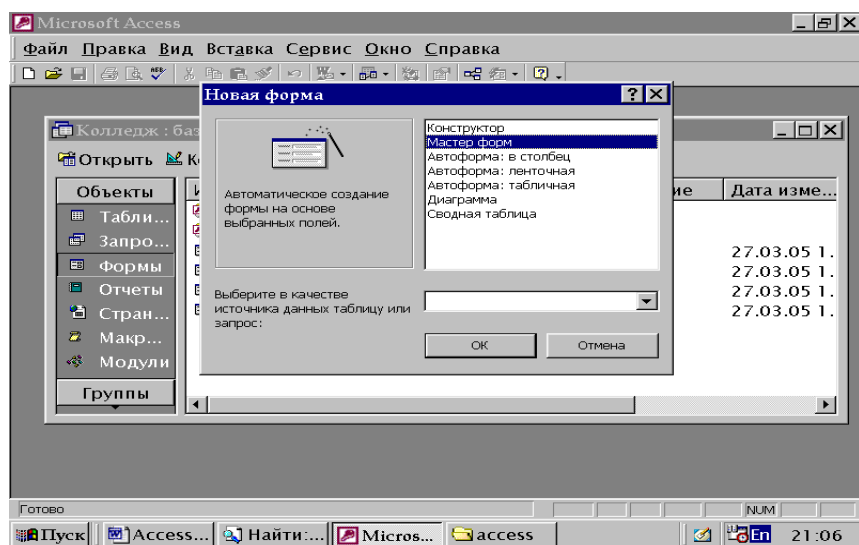 Microsoft Access
Файл Правка Вид Вставка Сервис Окно Справка
Новая форма
Колледж : баз
Открыть К
Объекты
Табли...
Запро...
Формы
Отчеты
Стран...
Макр...
Модули
Группы
Автоматическое создание
формы на основе
выбранных полей.
Конструктор
Мастер форм
Автоформа: в столбец
Автоформа: ленточная
Автоформа: табличная
Диаграмма
Сводная таблица
Выберите в качестве
источника данных таблицу или
запрос:
ОК Отмена
ие Дата изме...
27.03.05 1.
27.03.05 1.
27.03.05 1.
27.03.05 1.
Готово NUM
Пуск Access... Найти:... Micros... access En 21:06